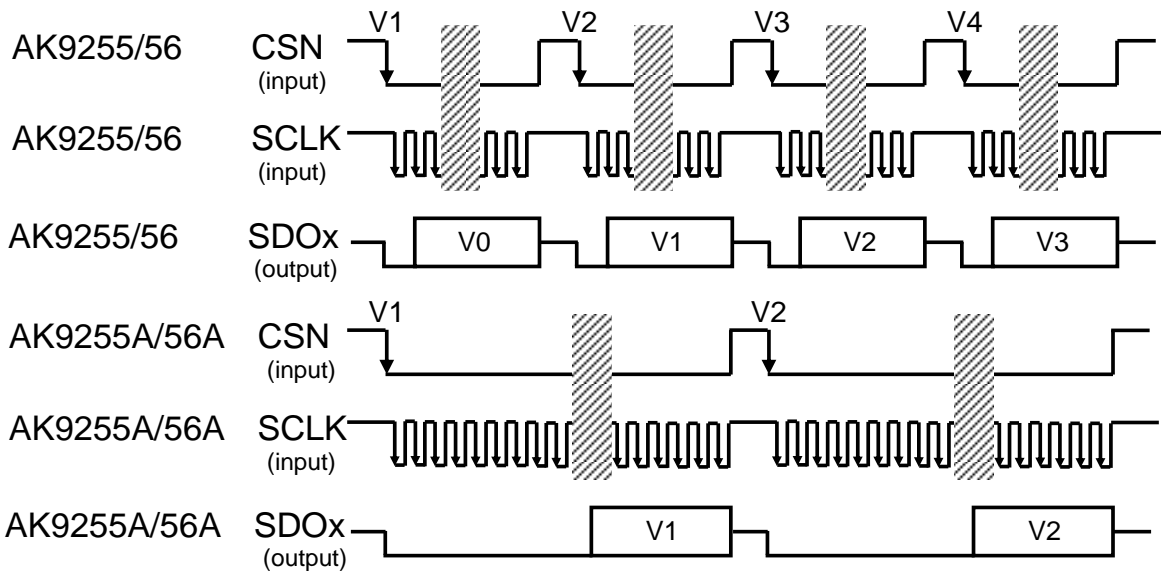 V1 V2 V3 V4
AK9255/56 CSN
(input)
AK9255/56 SCLK
(input)
AK9255/56 SDOx V0 V1 V2 V3
(output)
V1 V2
AK9255A/56A CSN
(input)
AK9255A/56A SCLK
(input)
AK9255A/56A SDOx V1 V2
(output)